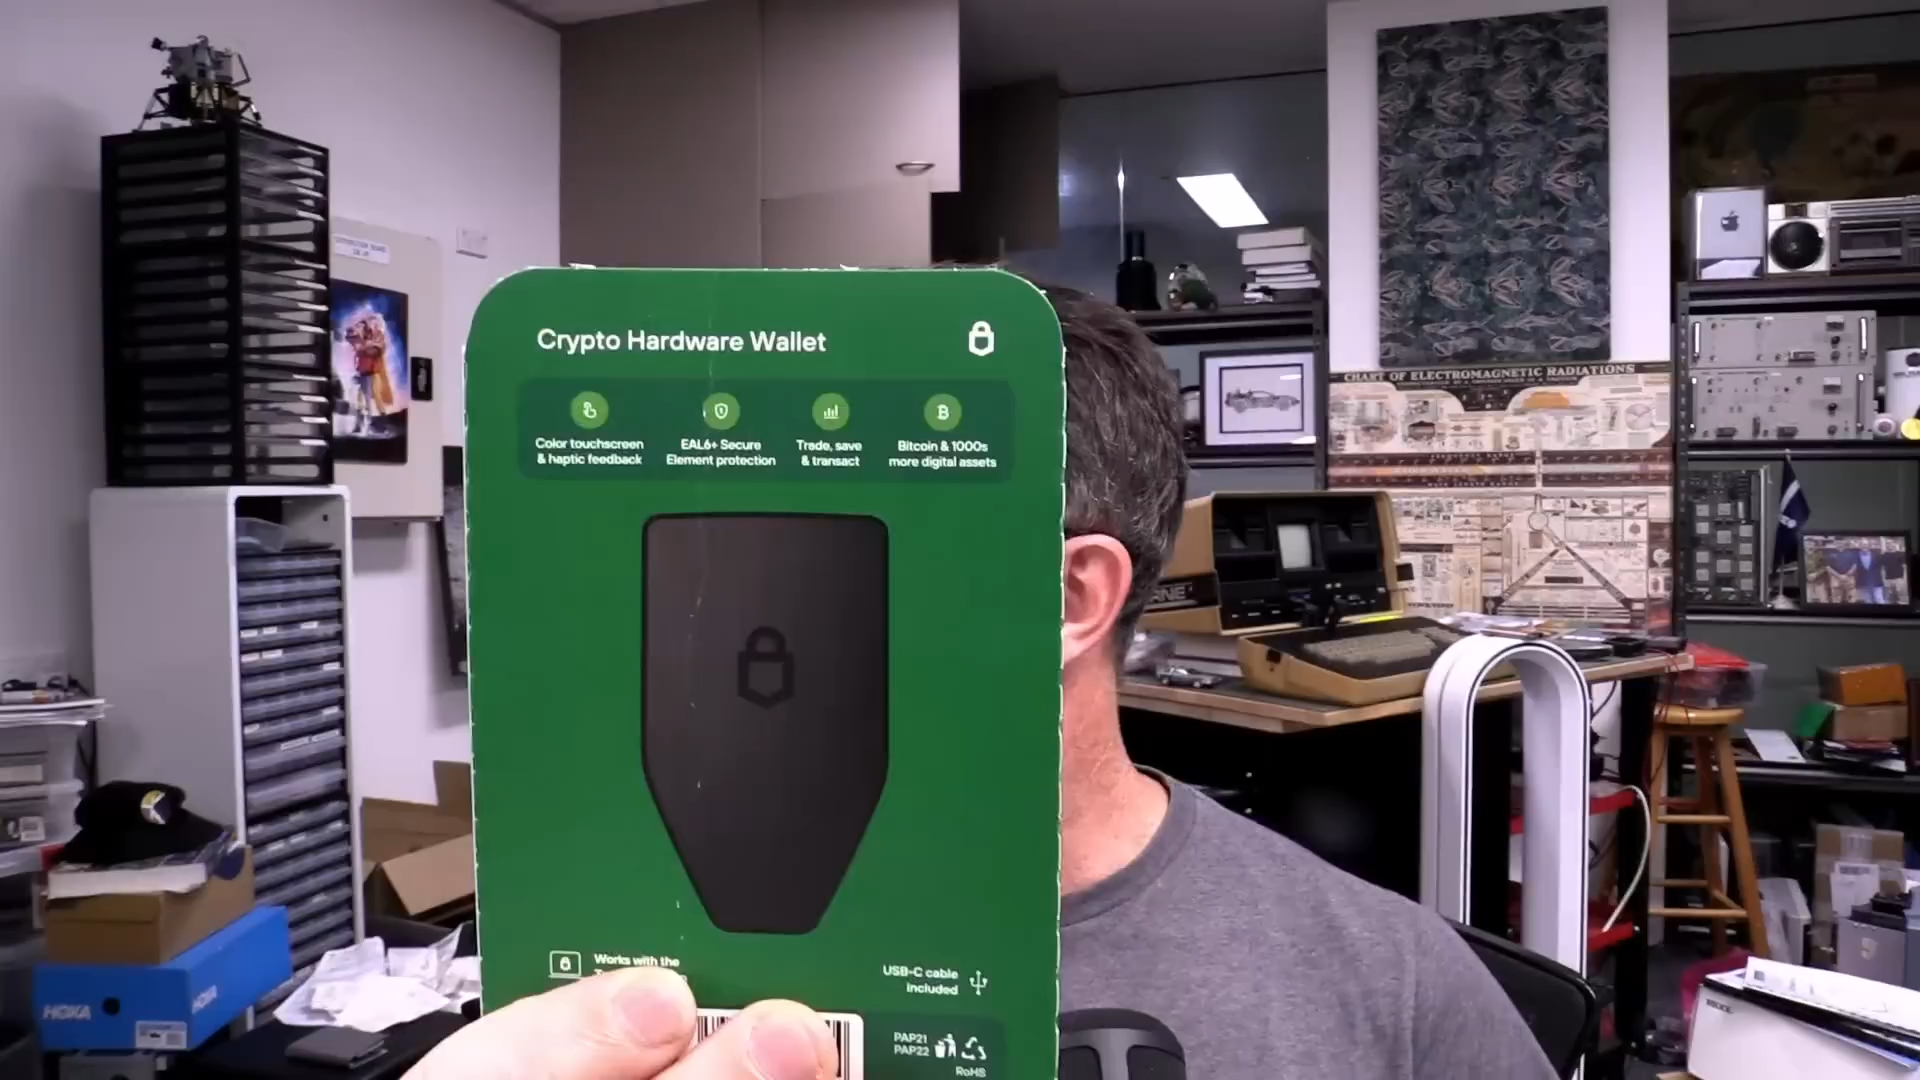 Crypto Hardware Wallet
Color touchscreen
& haptic feedback
EAL6+ Secure
Element protection
Trade, save
& transact
Bitcoin & 1000s
more digital assets
Works with the
USB-C cable
included
PAP21
PAP22
RoHS
CHART OF ELECTROMAGNETIC RADIATIONS
HOKA
HOKA